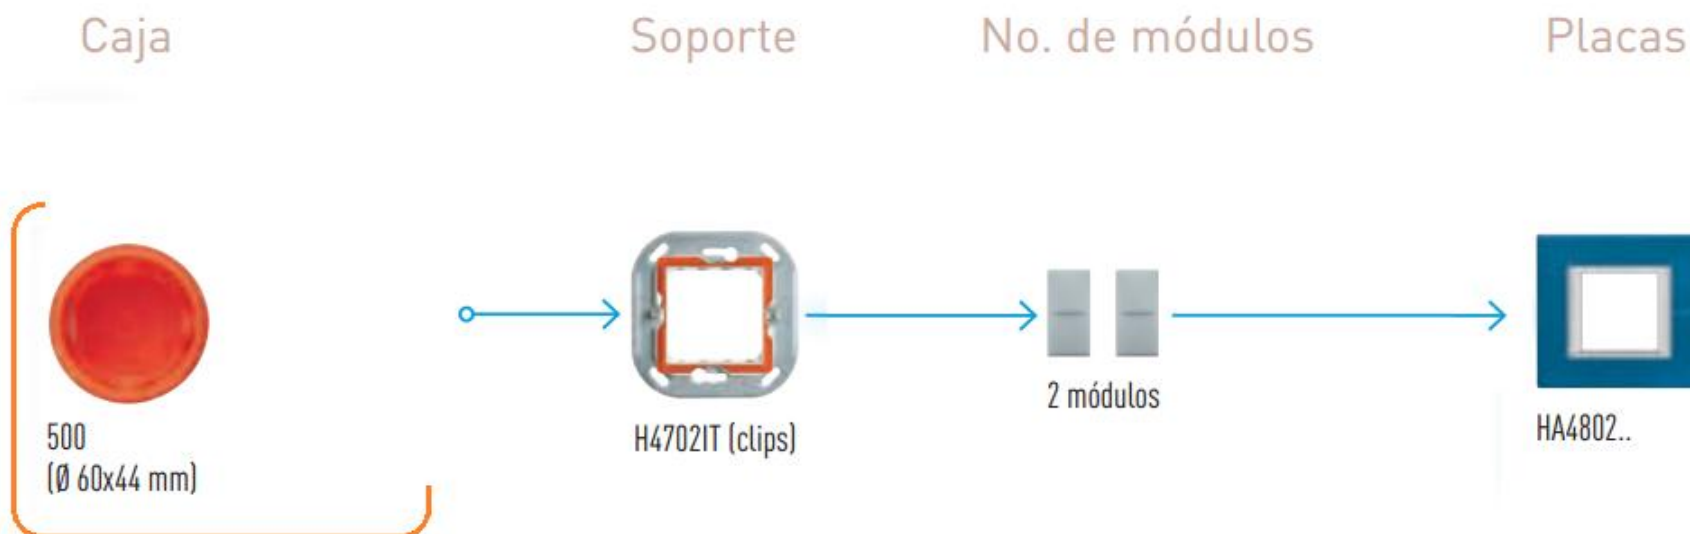 Caja
Soporte
No. de módulos
Placas
500
(Ø 60x44 mm)
H4702IT (clips)
2 módulos
HA4802..